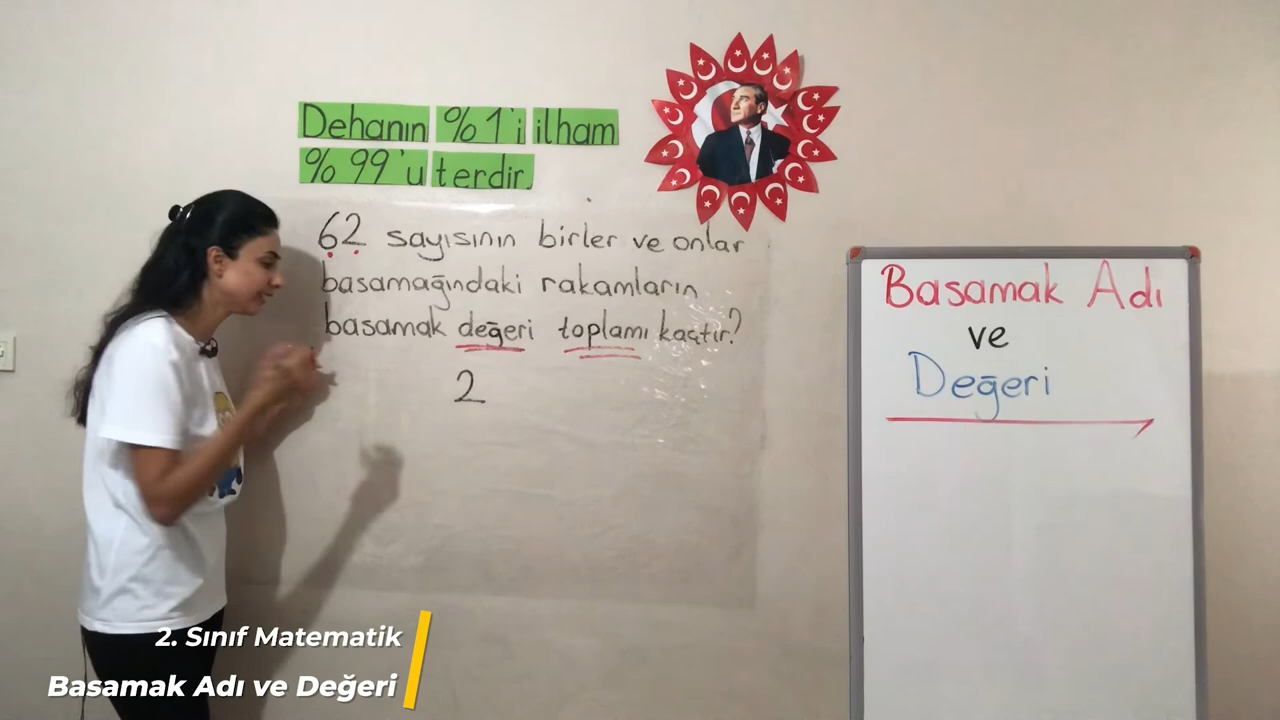 Dehanın %1'i ilham
%99'u terdir.
62 sayısının birler ve onlar
basamağındaki rakamların
basamak değeri toplamı kaçtır?
2
Basamak Adı
ve
Değeri
2. Sınıf Matematik
Basamak Adı ve Değeri